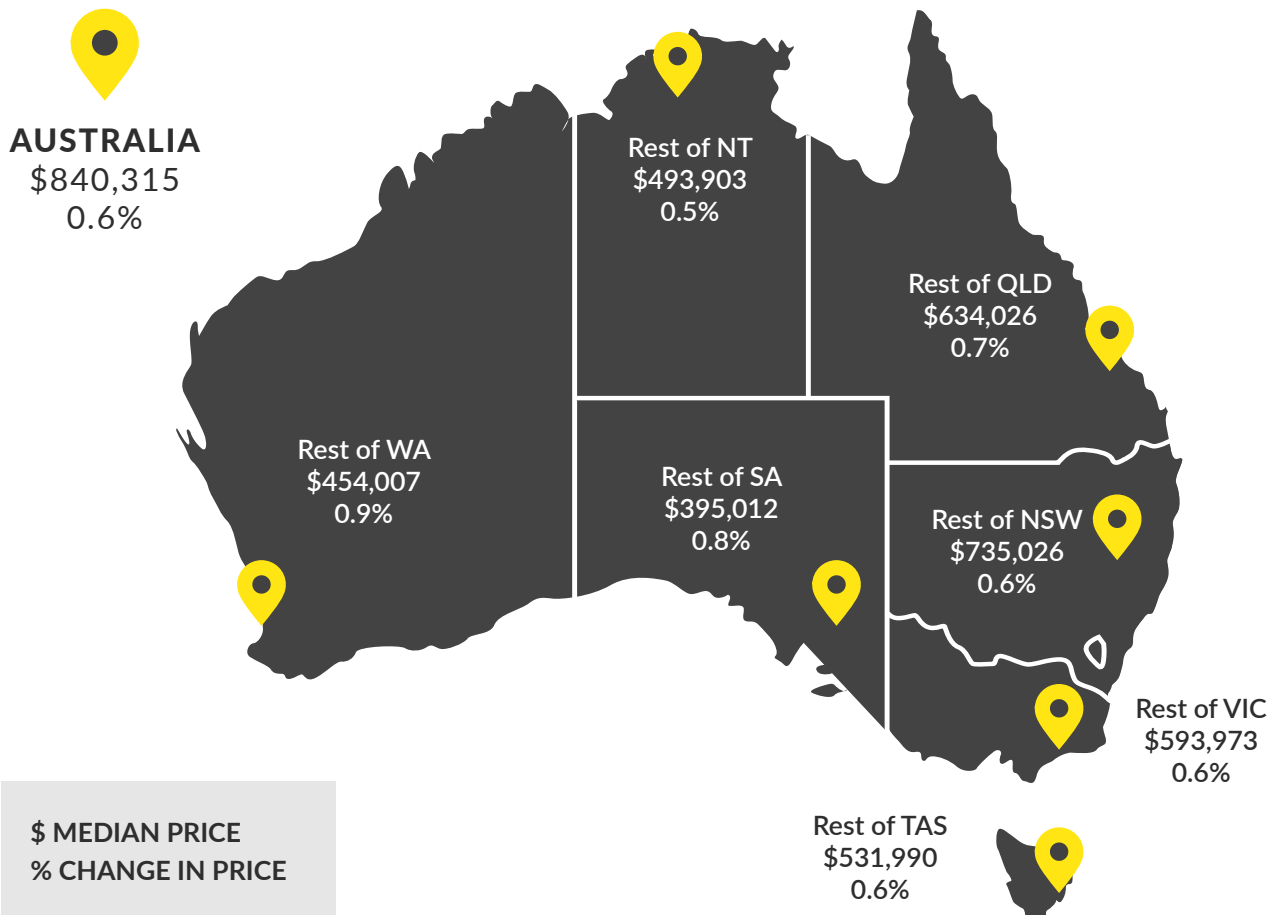 AUSTRALIA
$840,315
0.6%
Rest of NT
$493,903
0.5%
Rest of QLD
$634,026
0.7%
Rest of WA
$454,007
0.9%
Rest of SA
$395,012
0.8%
Rest of NSW
$735,026
0.6%
Rest of VIC
$593,973
0.6%
Rest of TAS
$531,990
0.6%
$ MEDIAN PRICE
% CHANGE IN PRICE